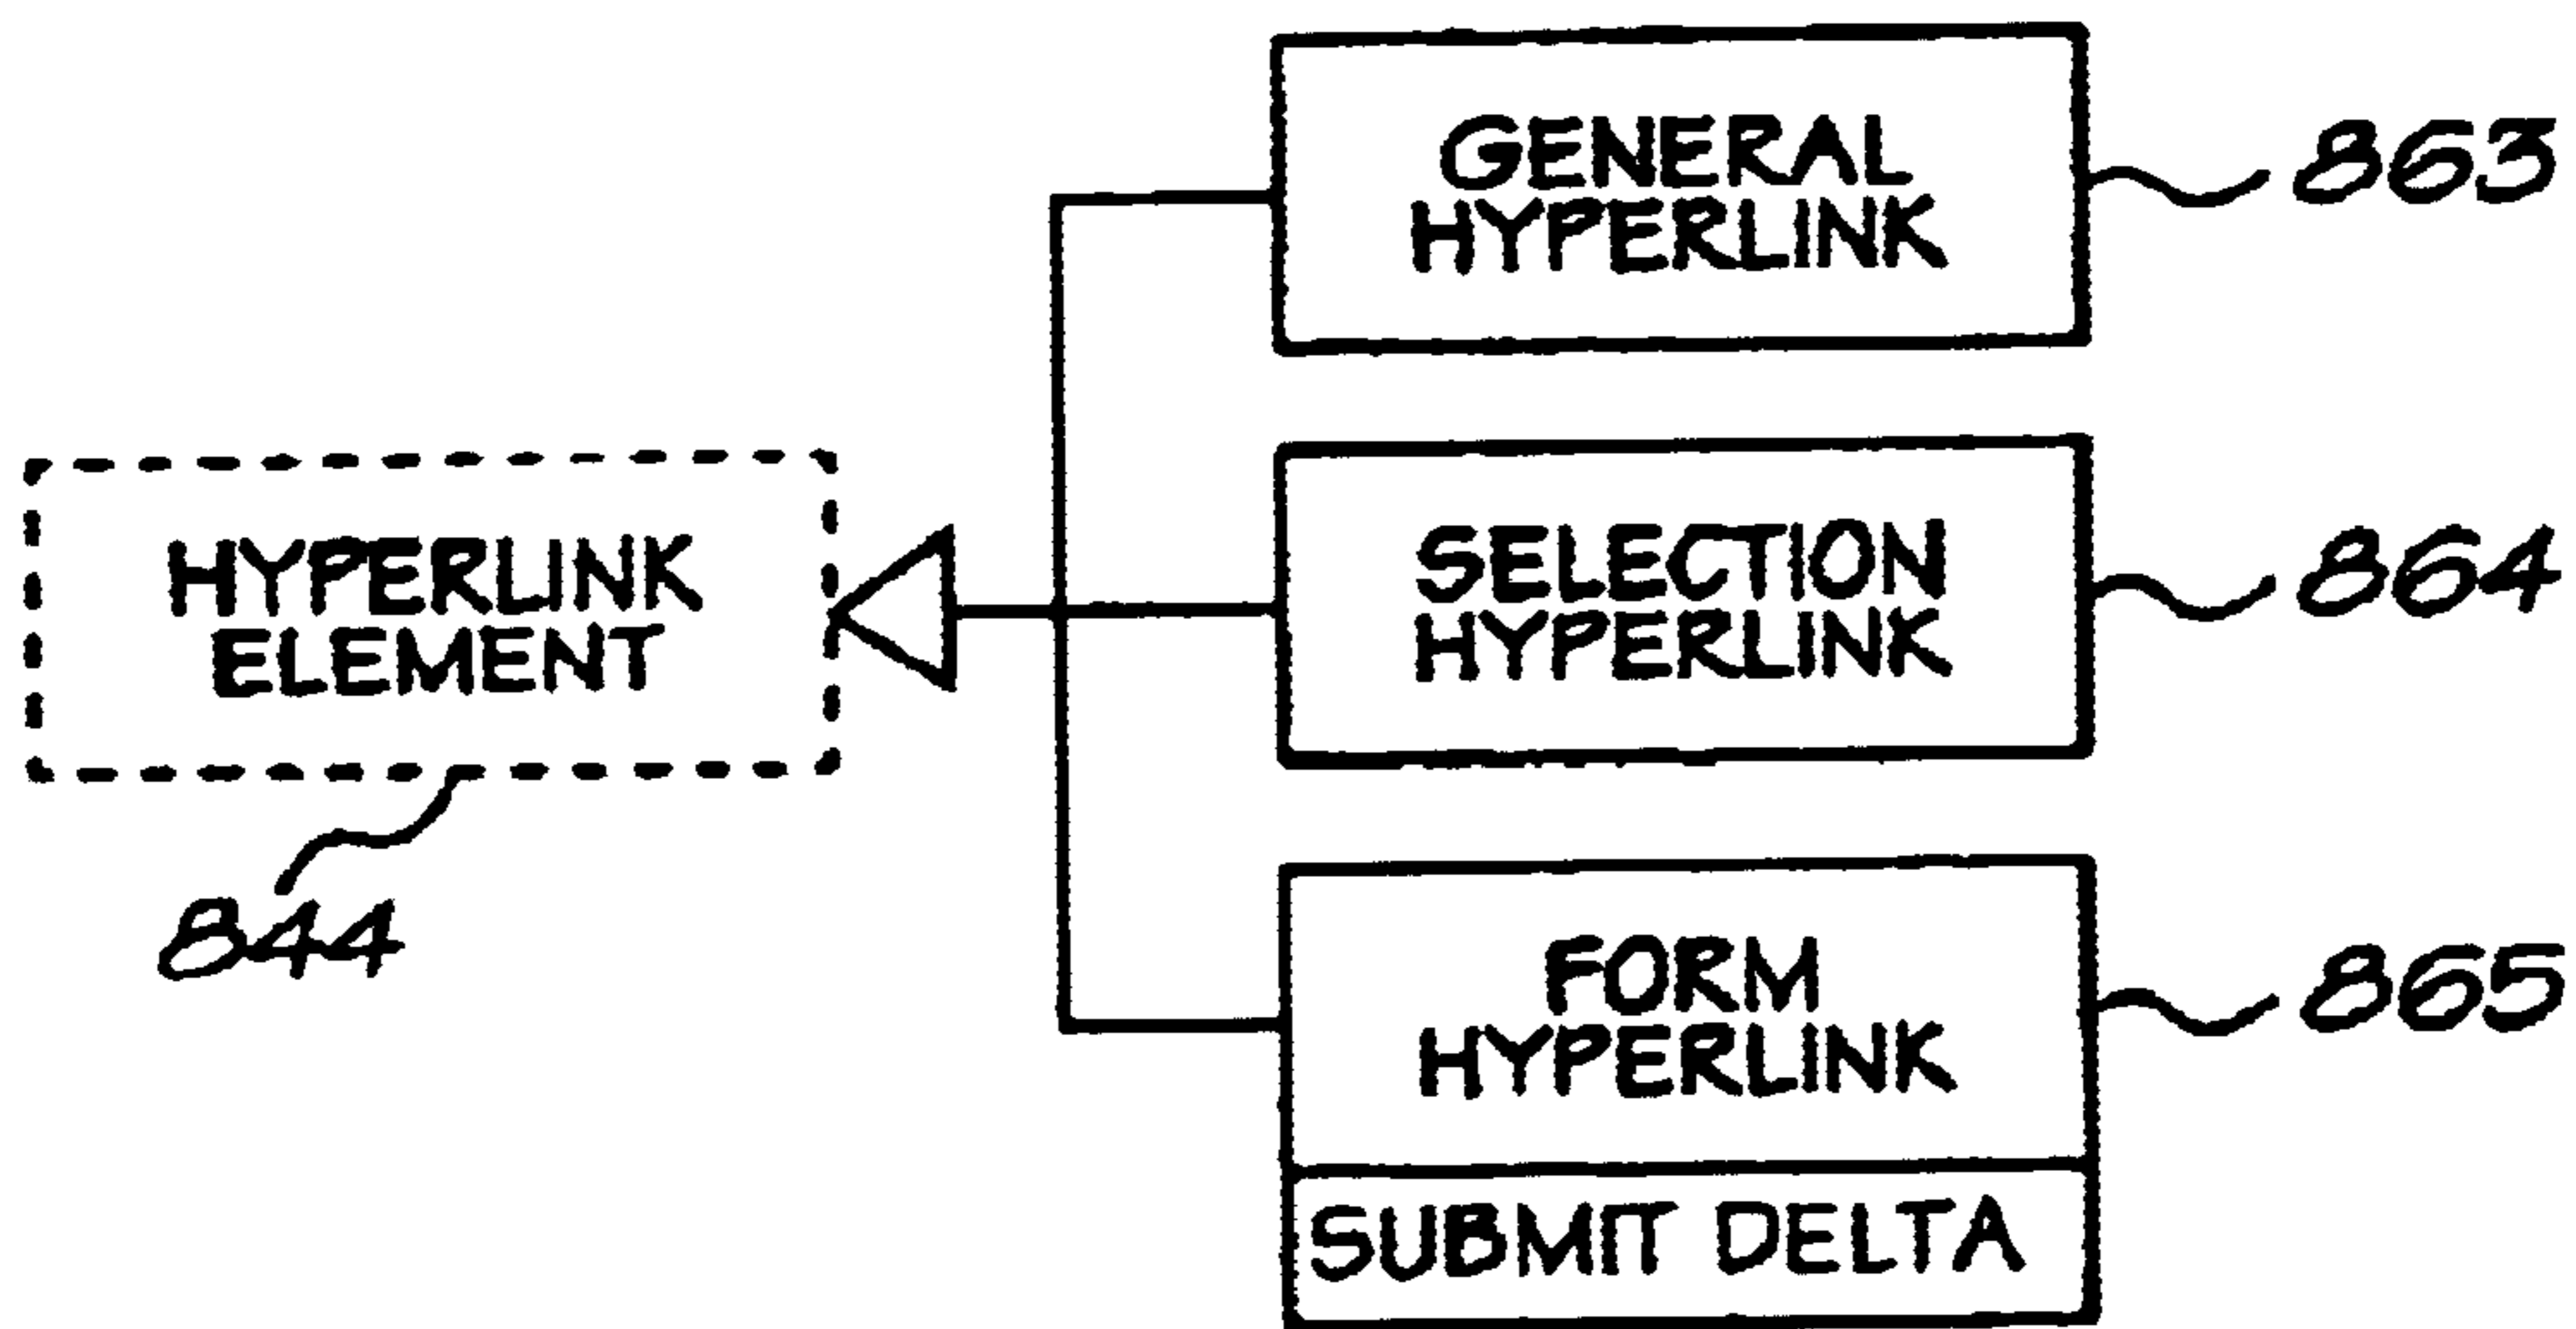 GENERAL
HYPERLINK
863
HYPERLINK
ELEMENT
844
SELECTION
HYPERLINK
864
FORM
HYPERLINK
865
SUBMIT DELTA